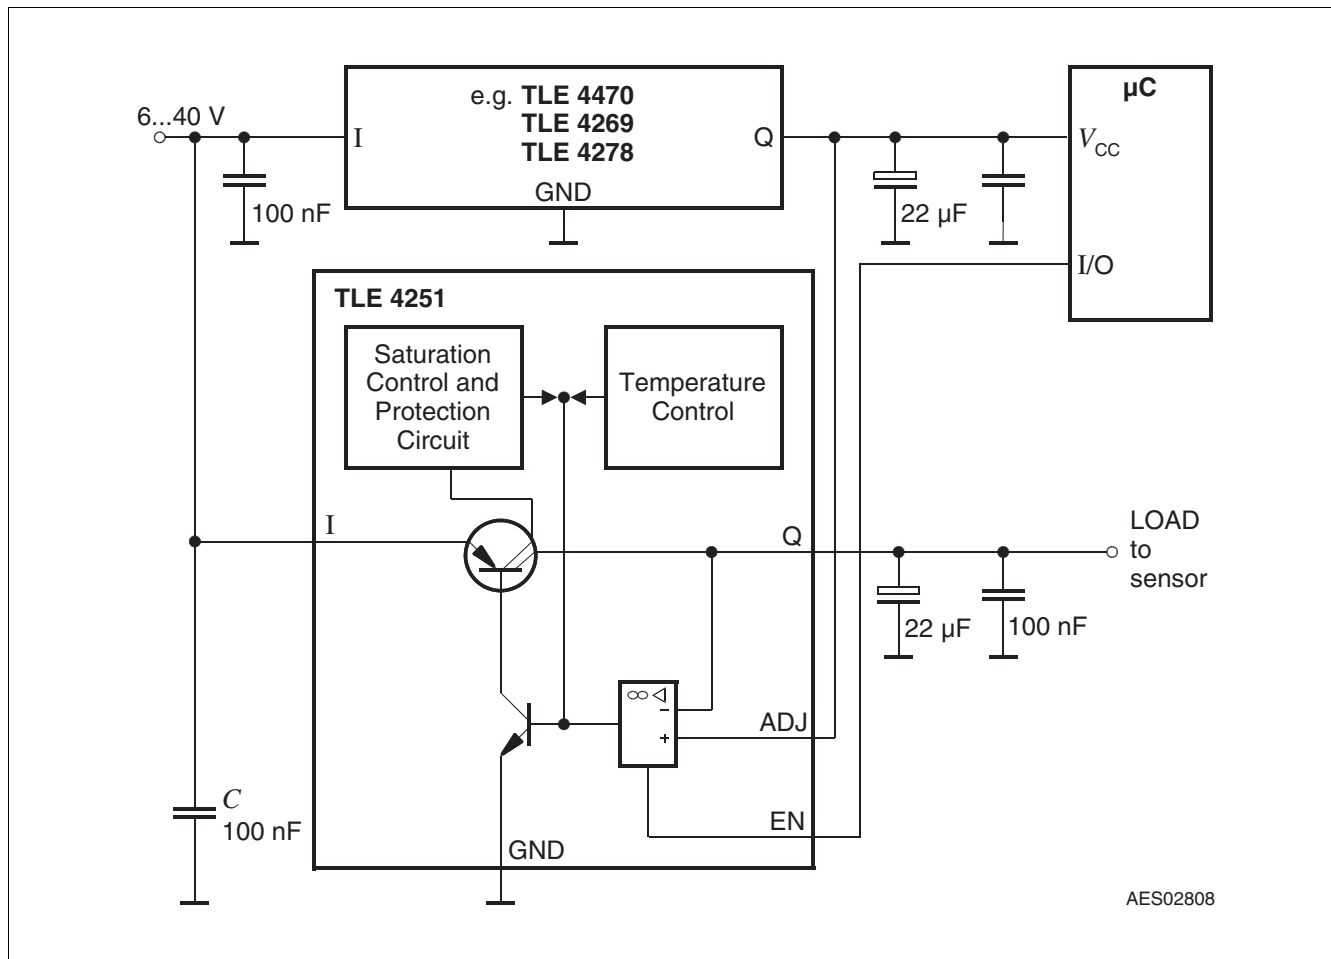 6...40 V
I
e.g. TLE 4470
TLE 4269
TLE 4278
Q
GND
100 nF
µC
VCC
22 µF
I/O
TLE 4251
Saturation
Control and
Protection
Circuit
Temperature
Control
I
Q
LOAD
to
sensor
22 µF
100 nF
∞ ◁
−
+
ADJ
EN
C
100 nF
GND
AES02808